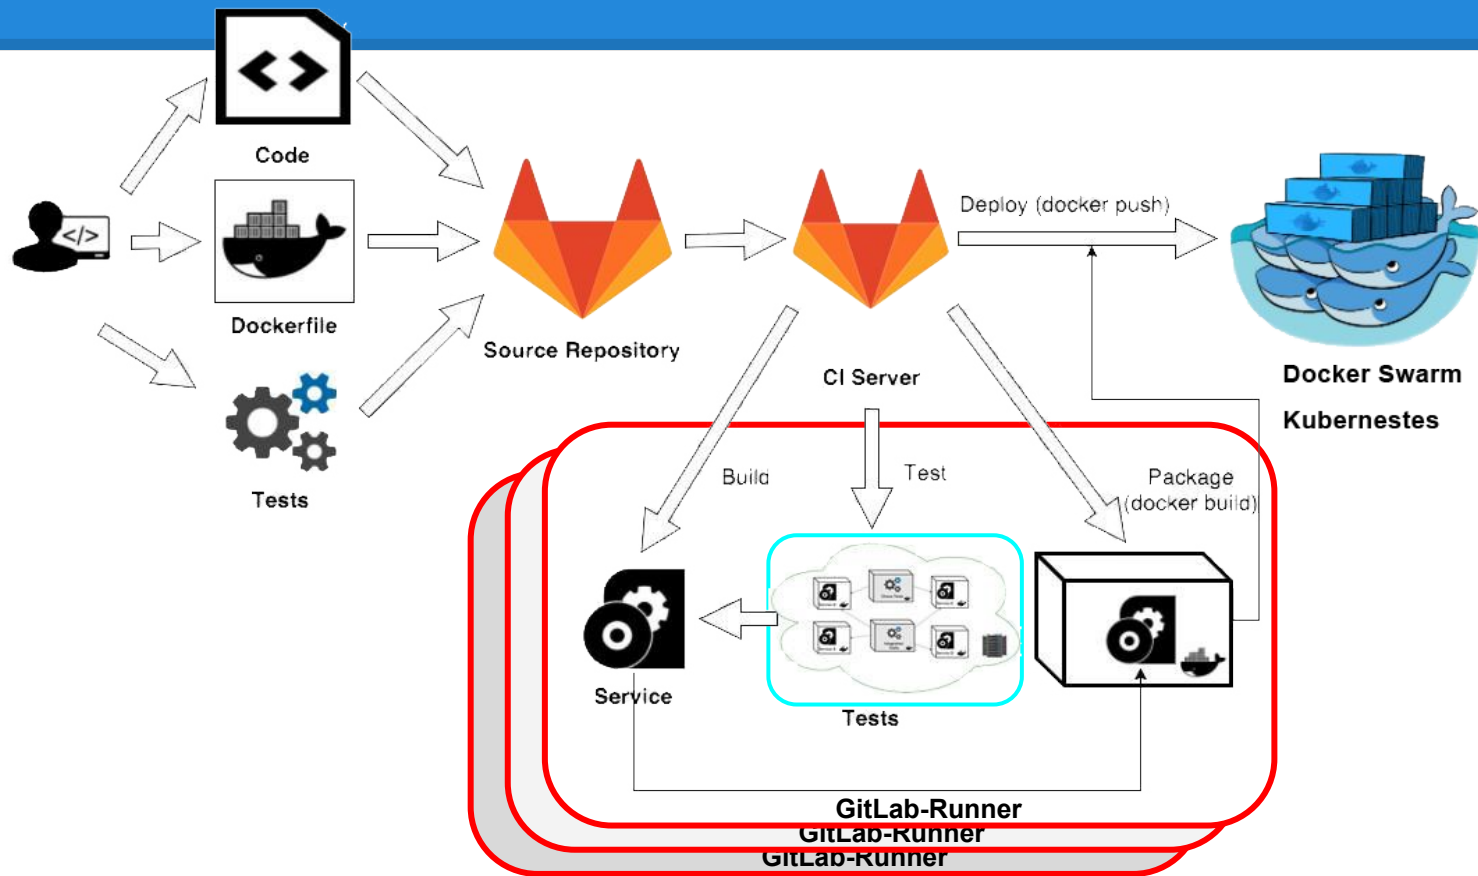 Code
Dockerfile
Tests
Source Repository
CI Server
Deploy (docker push)
Docker Swarm
Kubernestes
Build
Test
Package
(docker build)
Service
Tests
GitLab-Runner
GitLab-Runner
GitLab-Runner